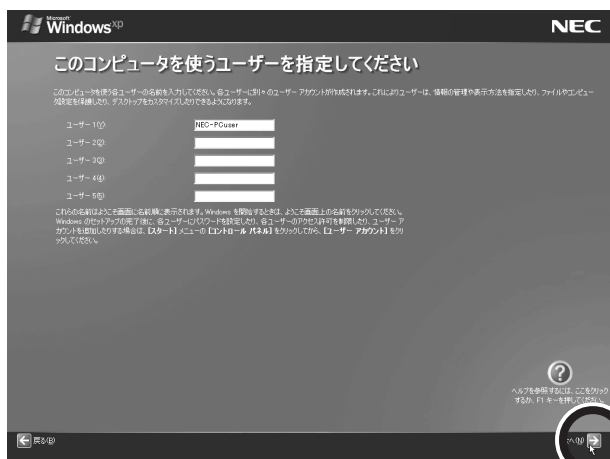 Microsoft
Windows xp
NEC
このコンピュータを使うユーザーを指定してください
このコンピュータを使う各ユーザーの名前を入力してください。各ユーザーに別々のユーザー アカウントが作成されます。これによりユーザーは、情報の管理や表示方法を指定したり、ファイルやコンピュー
タ設定を保護したり、デスクトップをカスタマイズしたりできるようになります。
ユーザー 1(Y):
NEC-PCuser
ユーザー 2(2):
ユーザー 3(3):
ユーザー 4(4):
ユーザー 5(5):
これらの名前はようこそ画面に名前順に表示されます。Windows を開始するときは、ようこそ画面上の名前をクリックしてください。
Windows のセットアップの完了後に、各ユーザーにパスワードを設定したり、各ユーザーのアクセス許可を制限したり、ユーザー ア
カウントを追加したりする場合は、[スタート] メニューの [コントロール パネル] をクリックしてから、[ユーザー アカウント] をクリ
ックしてください。
ヘルプを参照するには、ここをクリック
するか、F1 キーを押してください。
戻る(B)
へ(N)